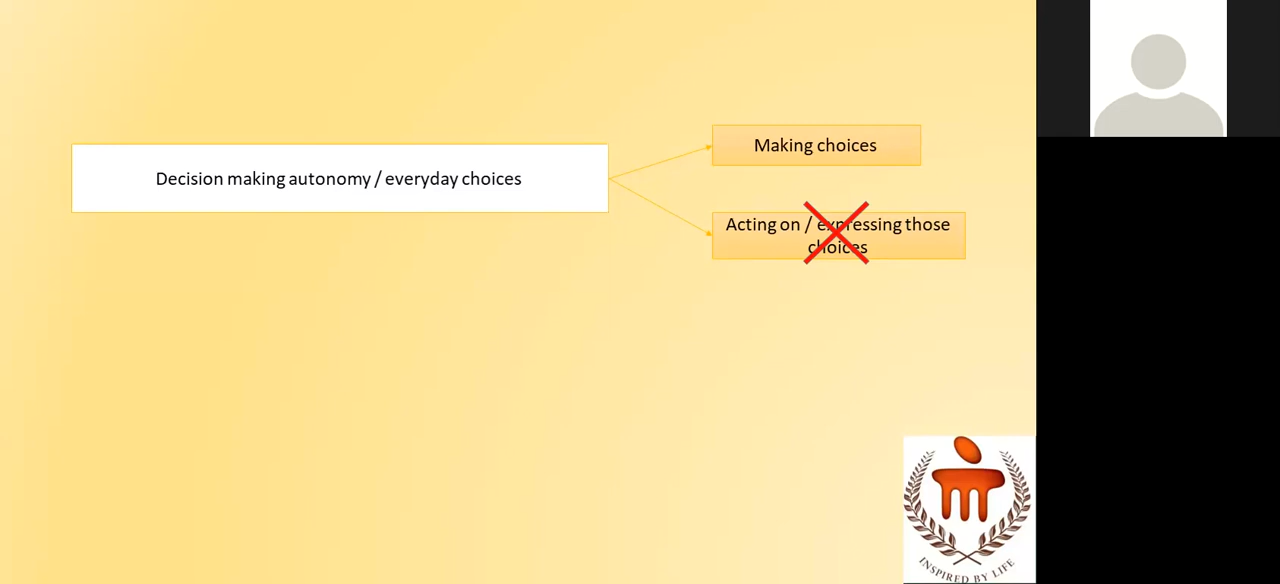 Making choices
Decision making autonomy / everyday choices
Acting on / expressing those
choices
INSPIRED BY LIFE